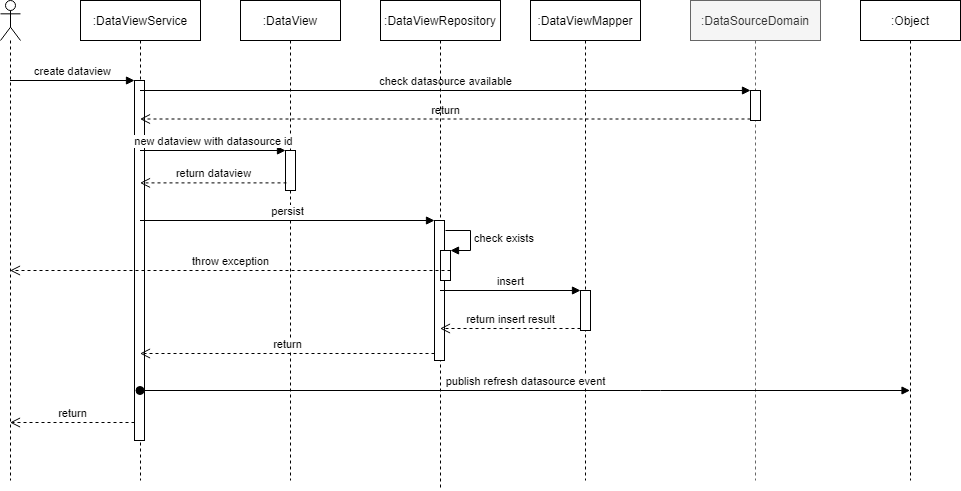 :DataViewService
:DataView
:DataViewRepository
:DataViewMapper
:DataSourceDomain
:Object
create dataview
check datasource available
return
new dataview with datasource id
return dataview
persist
check exists
throw exception
insert
return insert result
return
publish refresh datasource event
return